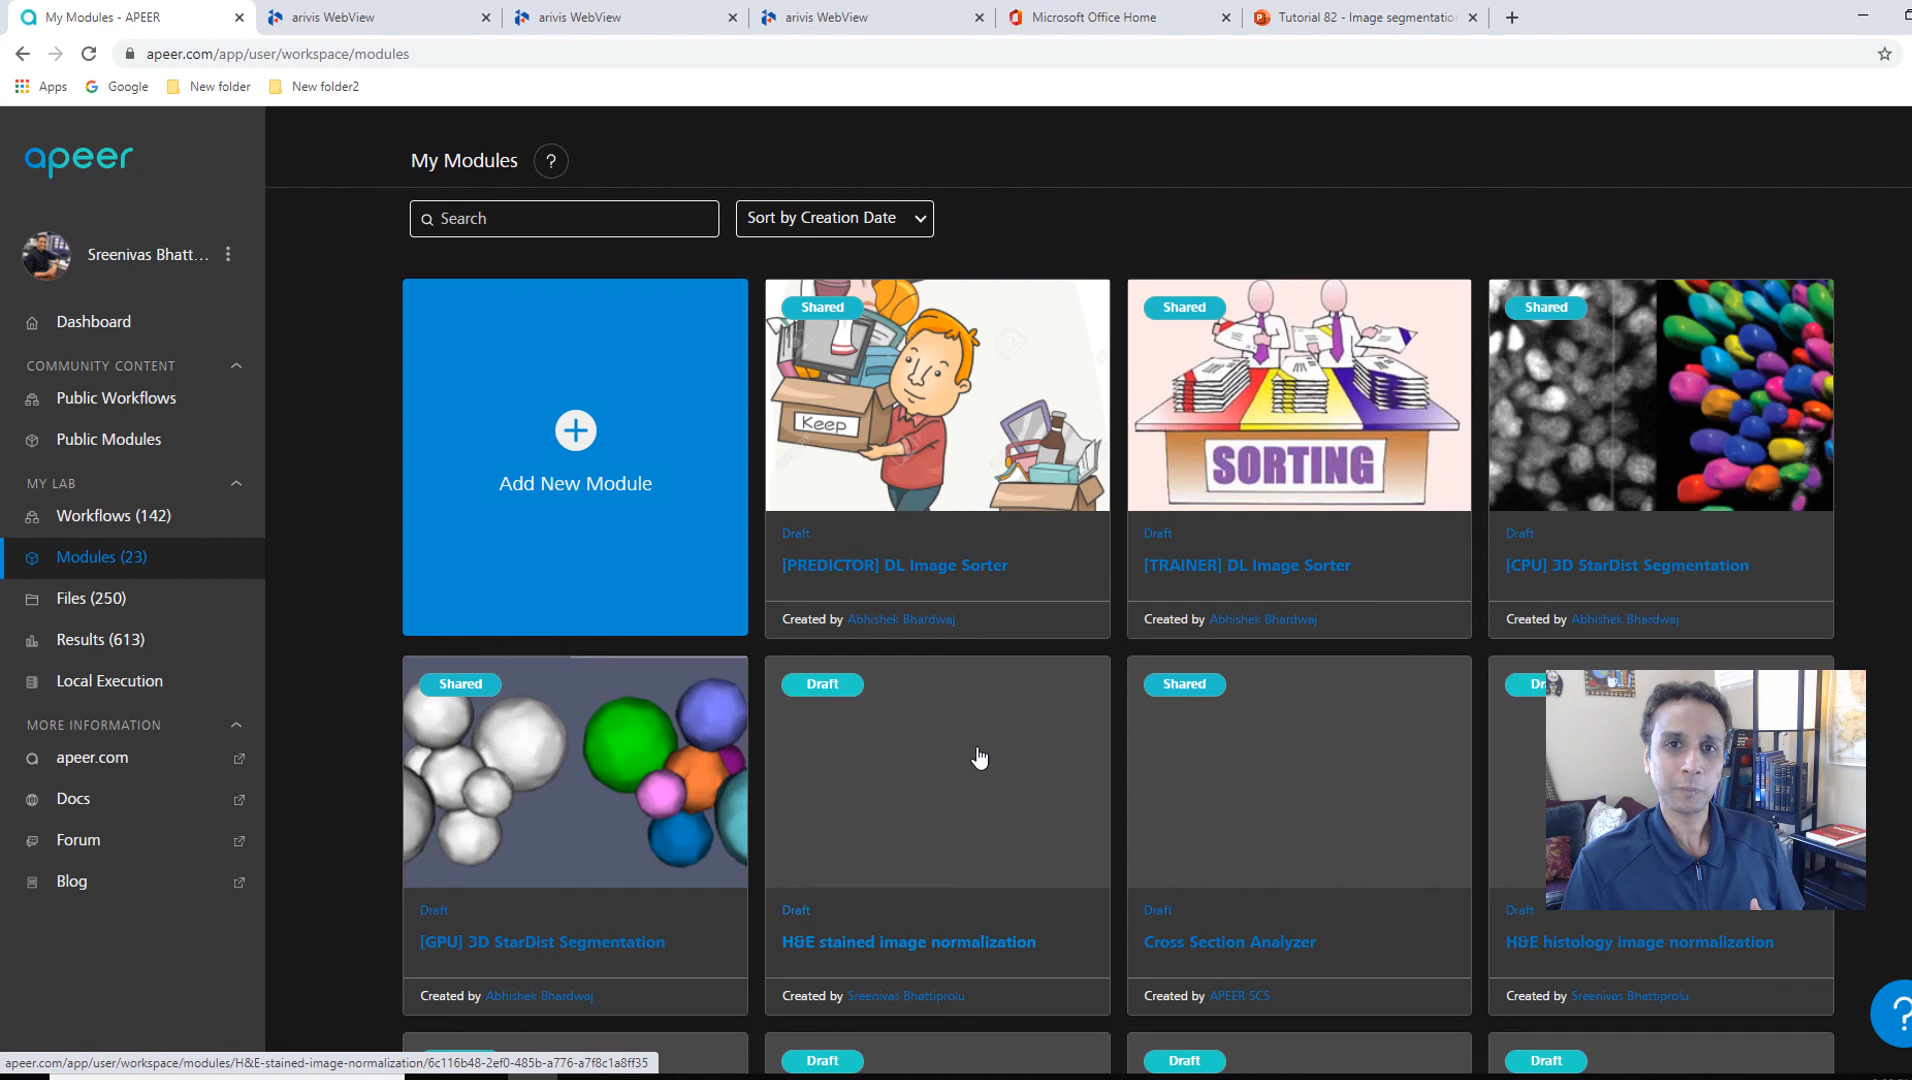 My Modules - APEER
arivis WebView
arivis WebView
arivis WebView
Microsoft Office Home
Tutorial 82 - Image segmentation
apeer.com/app/user/workspace/modules
Apps
Google
New folder
New folder2
apeer
My Modules
?
Search
Sort by Creation Date
Sreenivas Bhatt...
Dashboard
COMMUNITY CONTENT
Public Workflows
Public Modules
MY LAB
Workflows (142)
Modules (23)
Files (250)
Results (613)
Local Execution
MORE INFORMATION
apeer.com
Docs
Forum
Blog
Add New Module
Shared
Keep
Draft
[PREDICTOR] DL Image Sorter
Created by Abhishek Bhardwaj
Shared
SORTING
Draft
[TRAINER] DL Image Sorter
Created by Abhishek Bhardwaj
Shared
Draft
[CPU] 3D StarDist Segmentation
Created by Abhishek Bhardwaj
Shared
Draft
[GPU] 3D StarDist Segmentation
Created by Abhishek Bhardwaj
Draft
Draft
H&E stained image normalization
Created by Sreenivas Bhattiprolu
Shared
Draft
Cross Section Analyzer
Created by APEER SCS
Dr
Draft
H&E histology image normalization
Created by Sreenivas Bhattiprolu
Draft
Draft
Draft
?
apeer.com/app/user/workspace/modules/H&E-stained-image-normalization/6c116b48-2ef0-485b-a776-a7f8c1a8ff35